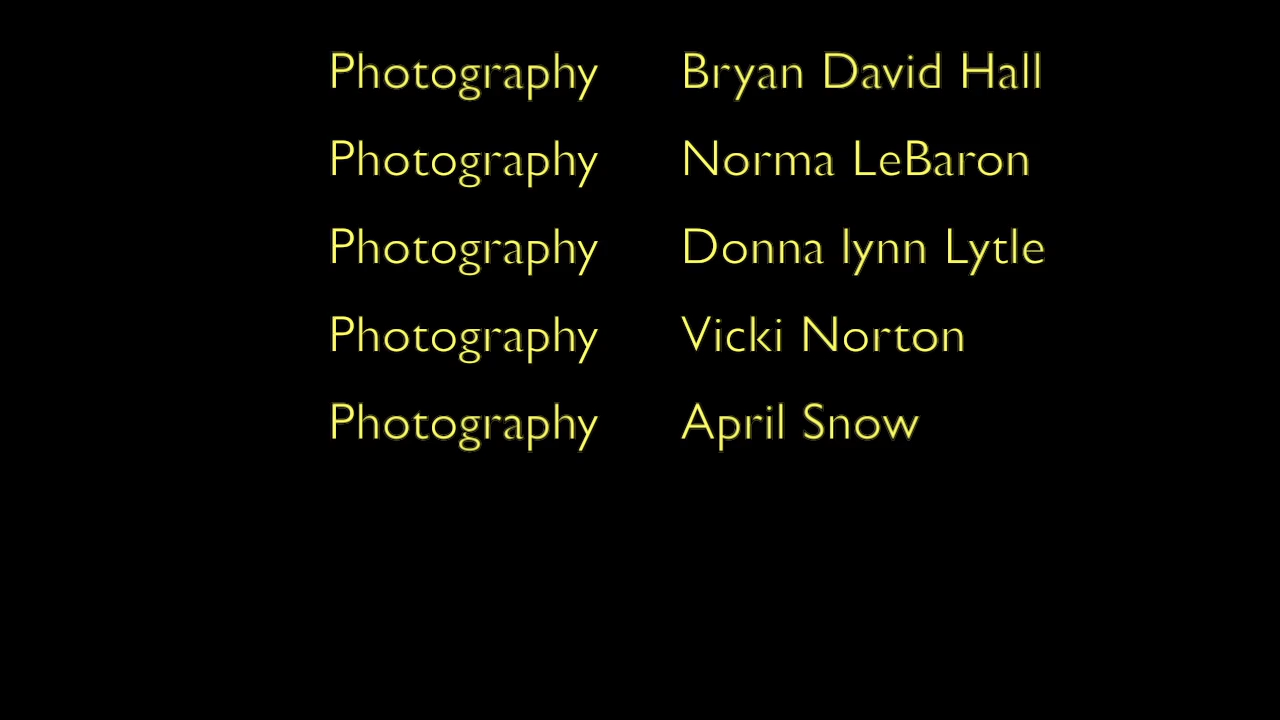 Photography Bryan David Hall
Photography Norma LeBaron
Photography Donna lynn Lytle
Photography Vicki Norton
Photography April Snow